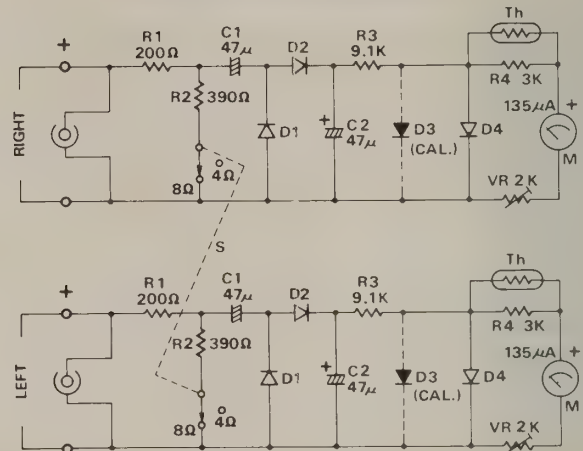 + R1 200Ω C1 47μ D2 R3 9.1K Th
R4 3K
R2 390Ω
135μA +
RIGHT
D1 + C2 47μ D3 (CAL.) D4
M
8Ω 4Ω
VR 2K
S
+ R1 200Ω C1 47μ D2 R3 9.1K Th
R4 3K
R2 390Ω
135μA +
LEFT
D1 + C2 47μ D3 (CAL.) D4
M
8Ω 4Ω
VR 2K